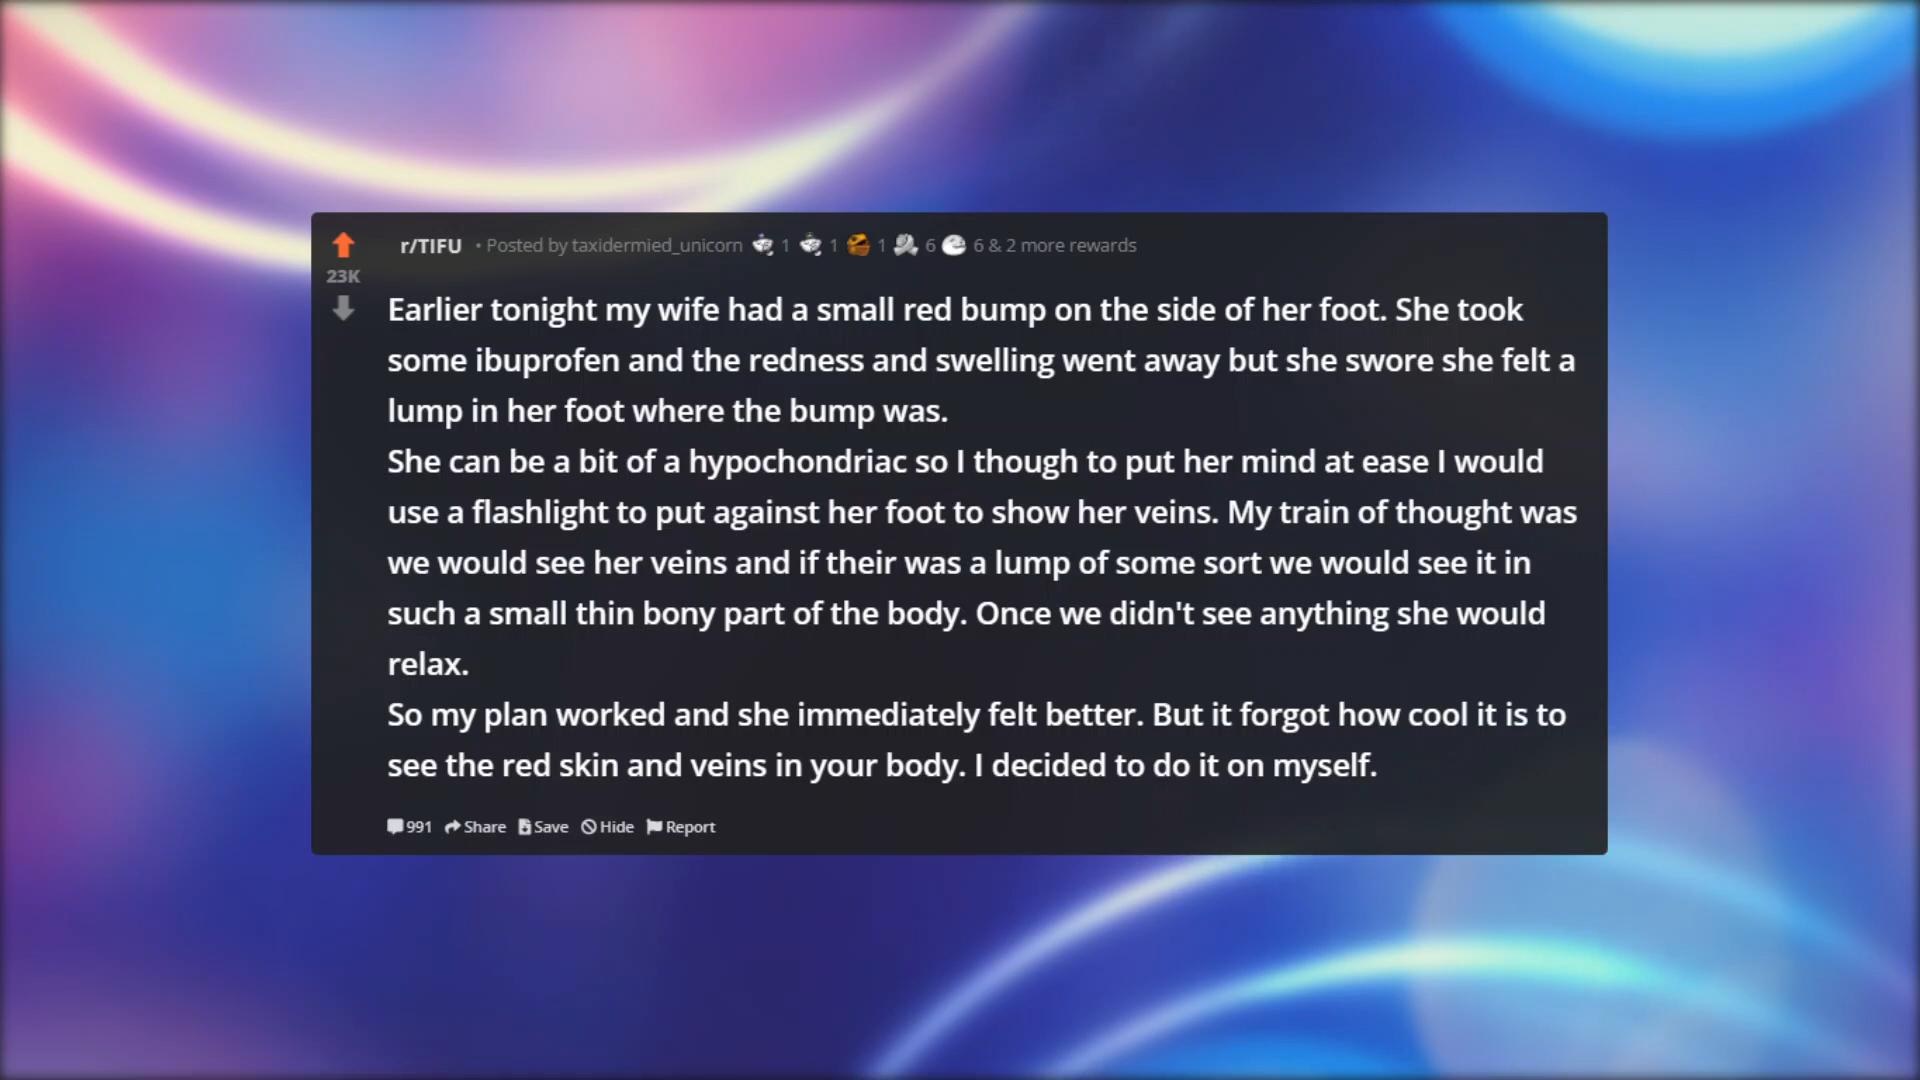 r/TIFU • Posted by taxidermied_unicorn 1 1 1 6 6 & 2 more rewards
23K
Earlier tonight my wife had a small red bump on the side of her foot. She took
some ibuprofen and the redness and swelling went away but she swore she felt a
lump in her foot where the bump was.
She can be a bit of a hypochondriac so I though to put her mind at ease I would
use a flashlight to put against her foot to show her veins. My train of thought was
we would see her veins and if their was a lump of some sort we would see it in
such a small thin bony part of the body. Once we didn't see anything she would
relax.
So my plan worked and she immediately felt better. But it forgot how cool it is to
see the red skin and veins in your body. I decided to do it on myself.
991 Share Save Hide Report